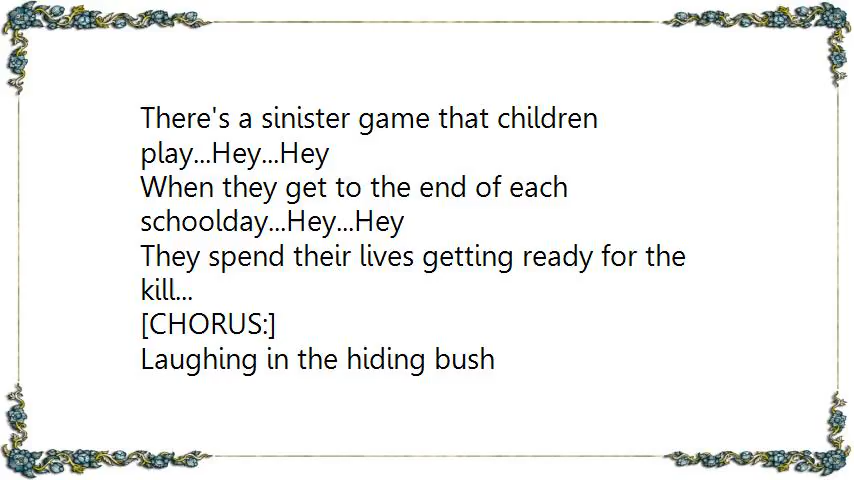 There's a sinister game that children
play...Hey...Hey
When they get to the end of each
schoolday...Hey...Hey
They spend their lives getting ready for the
kill...
[CHORUS:]
Laughing in the hiding bush